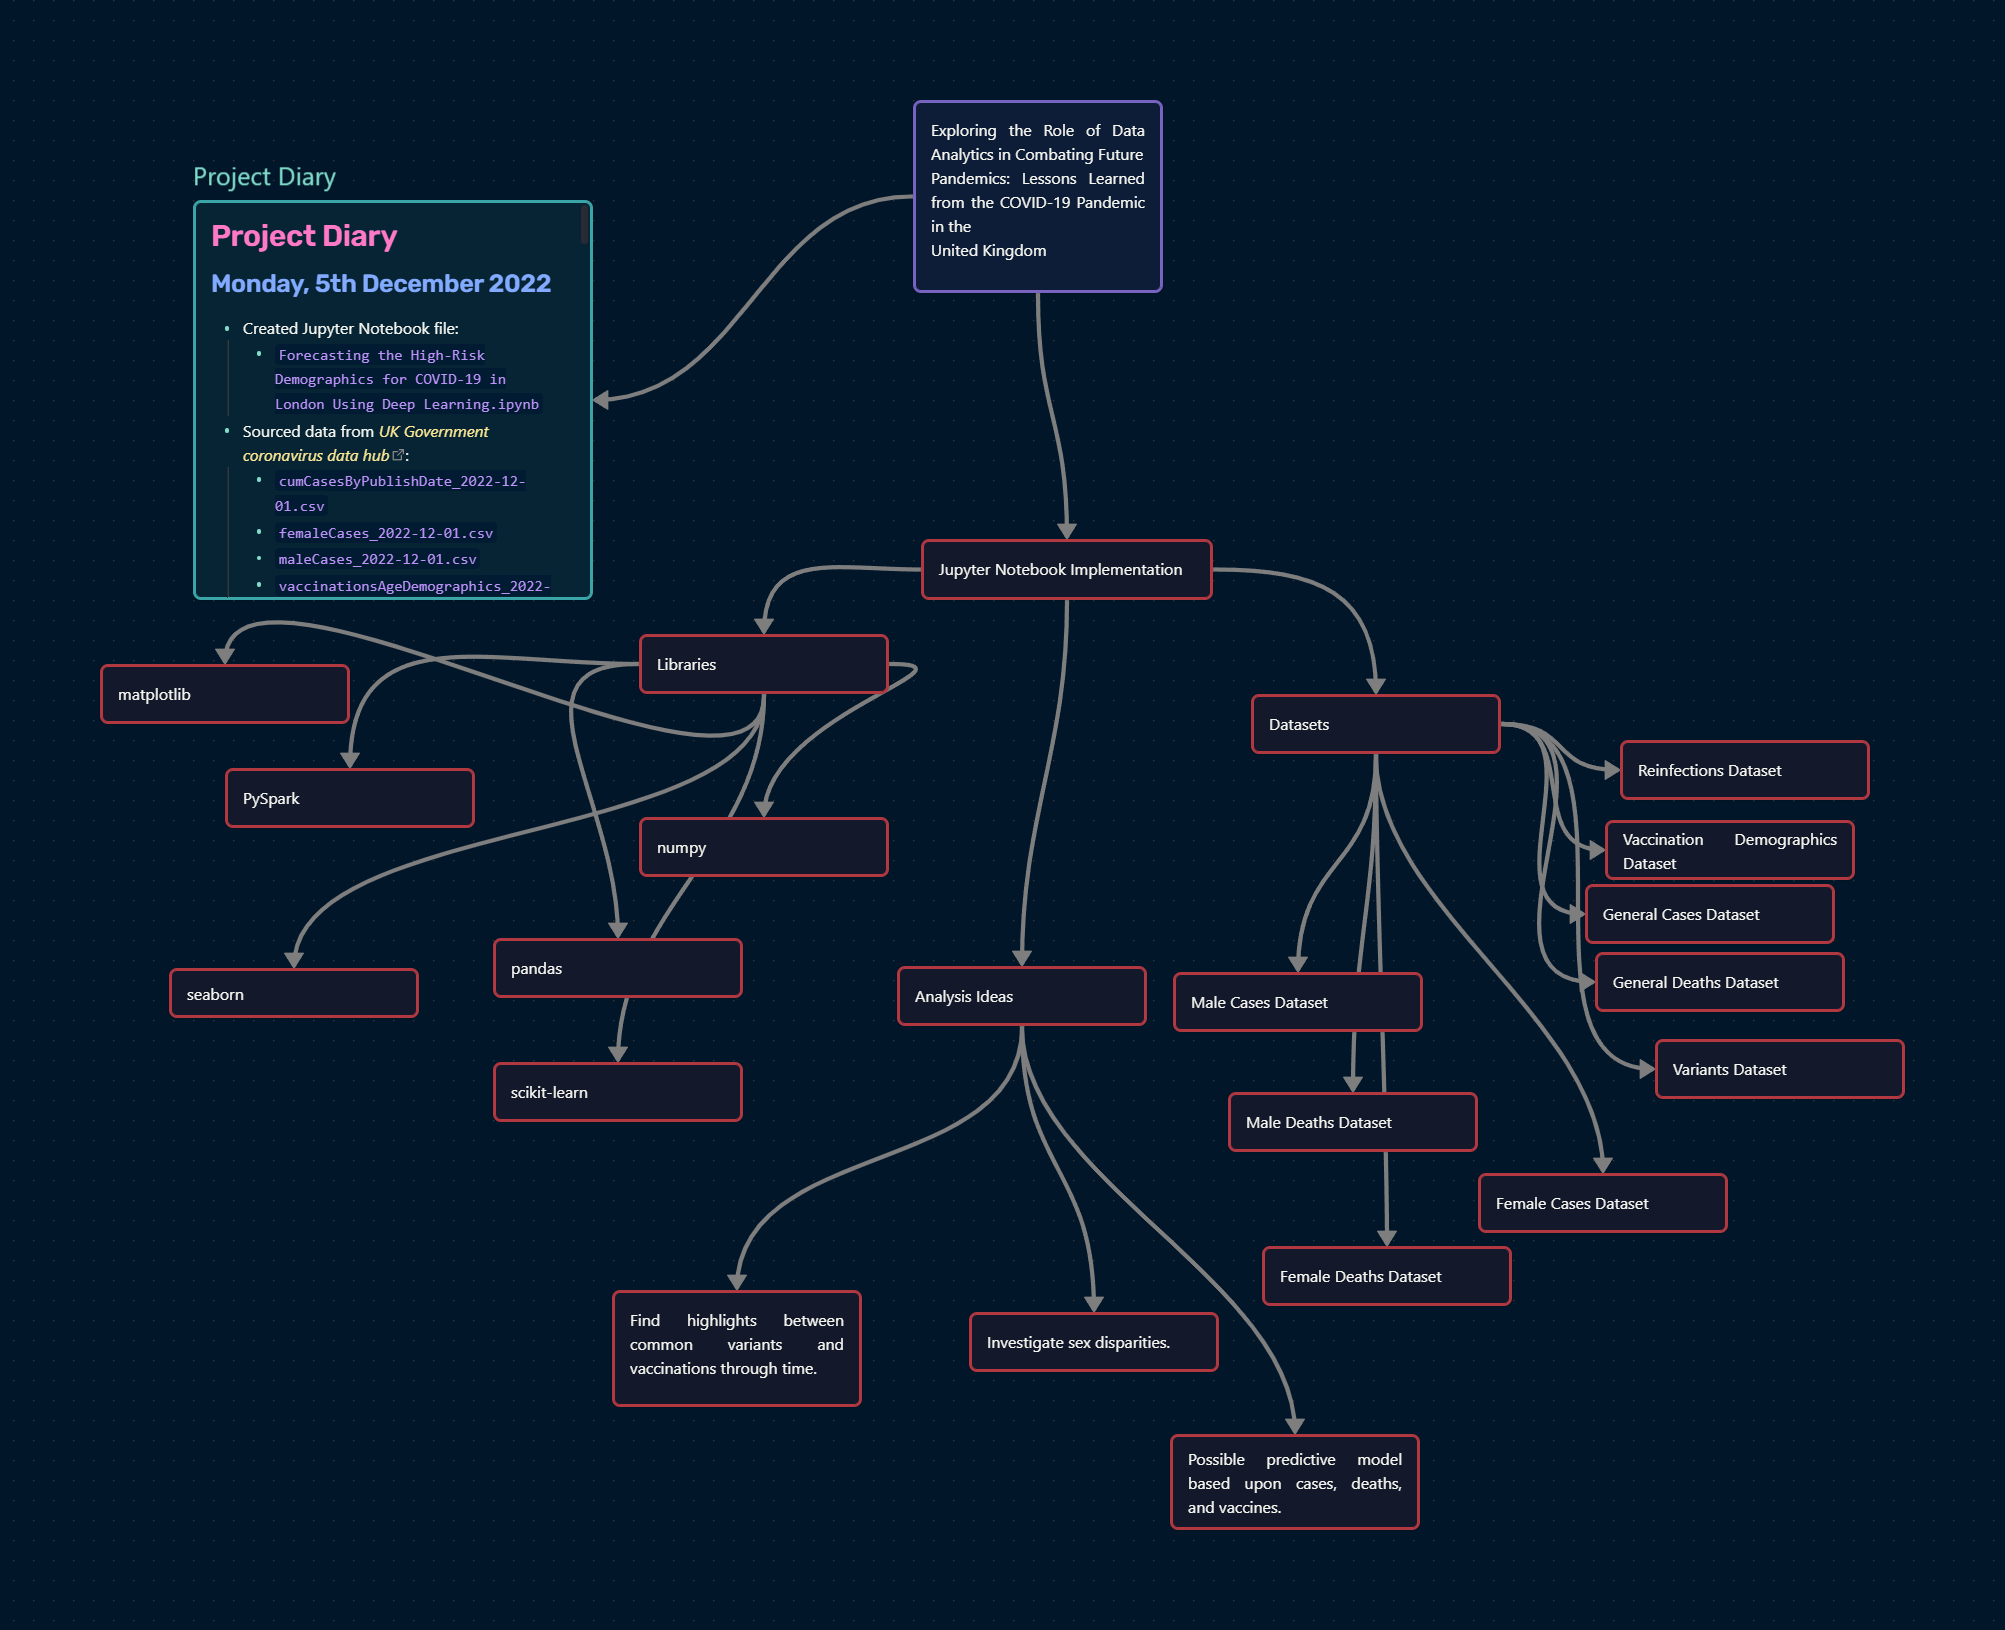 Exploring the Role of Data
Analytics in Combating Future
Pandemics: Lessons Learned
from the COVID-19 Pandemic
in the
United Kingdom
Project Diary
Project Diary
Monday, 5th December 2022
Created Jupyter Notebook file:
Forecasting the High-Risk
Demographics for COVID-19 in
London Using Deep Learning.ipynb
Sourced data from UK Government
coronavirus data hub:
cumCasesByPublishDate_2022-12-
01.csv
femaleCases_2022-12-01.csv
maleCases_2022-12-01.csv
vaccinationsAgeDemographics_2022-
Jupyter Notebook Implementation
Libraries
matplotlib
PySpark
numpy
seaborn
pandas
scikit-learn
Analysis Ideas
Find highlights between
common variants and
vaccinations through time.
Investigate sex disparities.
Possible predictive model
based upon cases, deaths,
and vaccines.
Datasets
Reinfections Dataset
Vaccination Demographics
Dataset
General Cases Dataset
General Deaths Dataset
Variants Dataset
Male Cases Dataset
Male Deaths Dataset
Female Cases Dataset
Female Deaths Dataset